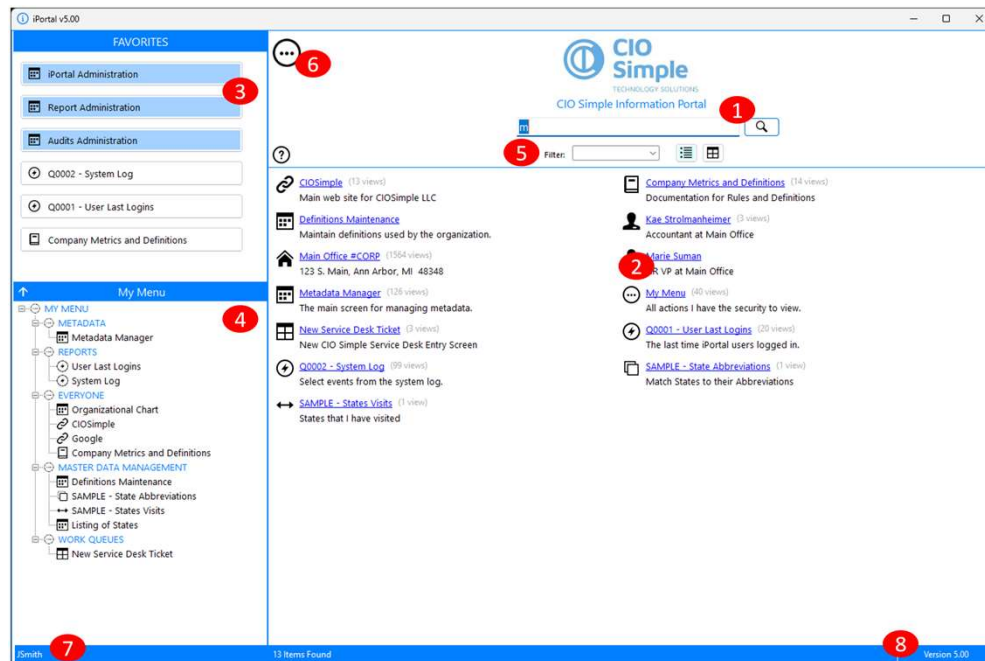 iPortal v5.00
FAVORITES
iPortal Administration
3
Report Administration
Audits Administration
Q0002 - System Log
Q0001 - User Last Logins
Company Metrics and Definitions
My Menu
4
MY MENU
METADATA
Metadata Manager
REPORTS
User Last Logins
System Log
EVERYONE
Organizational Chart
CIOSimple
Google
Company Metrics and Definitions
MASTER DATA MANAGEMENT
Definitions Maintenance
SAMPLE - State Abbreviations
SAMPLE - States Visits
Listing of States
WORK QUEUES
New Service Desk Ticket
6
CIO
Simple
TECHNOLOGY SOLUTIONS
CIO Simple Information Portal
1
m
5
Filter:
CIOSimple (13 views)
Main web site for CIOSimple LLC
Company Metrics and Definitions (14 views)
Documentation for Rules and Definitions
Definitions Maintenance
Maintain definitions used by the organization.
Kae Strolmanheimer (3 views)
Accountant at Main Office
Main Office #CORP (1564 views)
123 S. Main, Ann Arbor, MI 48348
Marie Suman
2
VP at Main Office
Metadata Manager (126 views)
The main screen for managing metadata.
My Menu (40 views)
All actions I have the security to view.
New Service Desk Ticket (3 views)
New CIO Simple Service Desk Entry Screen
Q0001 - User Last Logins (20 views)
The last time iPortal users logged in.
Q0002 - System Log (99 views)
Select events from the system log.
SAMPLE - State Abbreviations (1 view)
Match States to their Abbreviations
SAMPLE - States Visits (1 view)
States that I have visited
JSmith
7
13 Items Found
8
Version 5.00